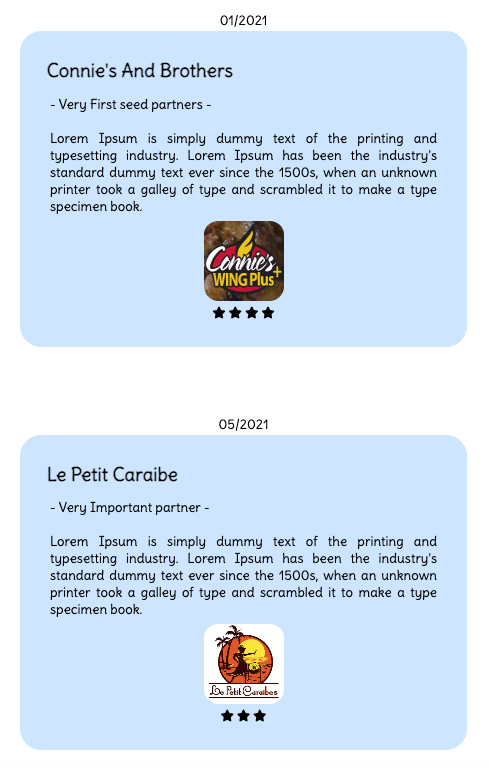 01/2021
Connie's And Brothers
- Very First seed partners -
Lorem Ipsum is simply dummy text of the printing and
typesetting industry. Lorem Ipsum has been the industry's
standard dummy text ever since the 1500s, when an unknown
printer took a galley of type and scrambled it to make a type
specimen book.
Connie's
WING Plus+
05/2021
Le Petit Caraibe
- Very Important partner -
Lorem Ipsum is simply dummy text of the printing and
typesetting industry. Lorem Ipsum has been the industry's
standard dummy text ever since the 1500s, when an unknown
printer took a galley of type and scrambled it to make a type
specimen book.
Le Petit Caraibes